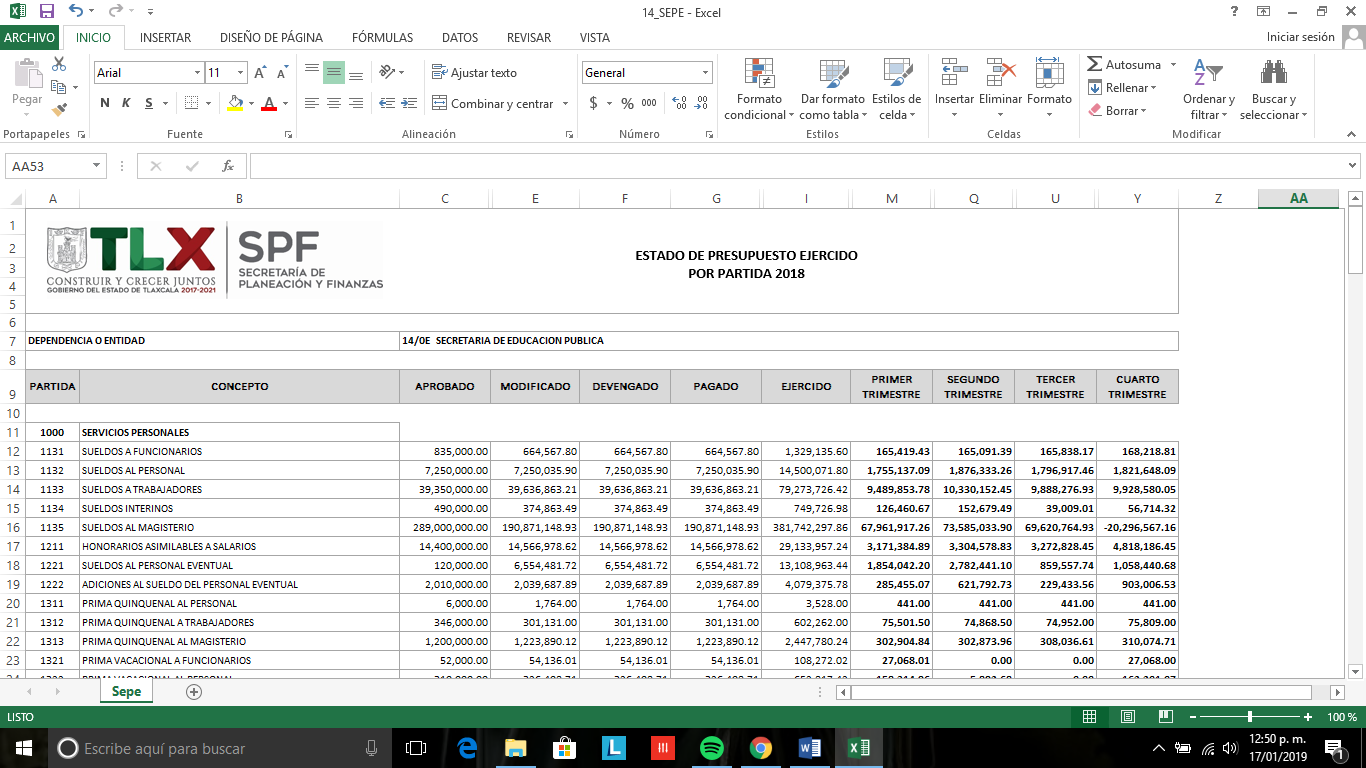 14_SEPE - Excel
ARCHIVO INICIO INSERTAR DISEÑO DE PÁGINA FÓRMULAS DATOS REVISAR VISTA Iniciar sesión
Pegar
Arial 11
Ajustar texto
General
Formato condicional
Dar formato como tabla
Estilos de celda
Insertar Eliminar Formato
Autosuma
Rellenar
Borrar
Ordenar y filtrar
Buscar y seleccionar
N K S
Combinar y centrar
$ % 000
Portapapeles Fuente Alineación Número Estilos Celdas Modificar
AA53 fx
A B C E F G I M Q U Y Z AA
1
2
3
4
5
TLX
CONSTRUIR Y CRECER JUNTOS
GOBIERNO DEL ESTADO DE TLAXCALA 2017-2021
SPF
SECRETARÍA DE
PLANEACIÓN Y FINANZAS
ESTADO DE PRESUPUESTO EJERCIDO
POR PARTIDA 2018
6
7 DEPENDENCIA O ENTIDAD 14/0E SECRETARIA DE EDUCACION PUBLICA
8
9 PARTIDA CONCEPTO APROBADO MODIFICADO DEVENGADO PAGADO EJERCIDO PRIMER TRIMESTRE SEGUNDO TRIMESTRE TERCER TRIMESTRE CUARTO TRIMESTRE
10
11 1000 SERVICIOS PERSONALES
12 1131 SUELDOS A FUNCIONARIOS 835,000.00 664,567.80 664,567.80 664,567.80 1,329,135.60 165,419.43 165,091.39 165,838.17 168,218.81
13 1132 SUELDOS AL PERSONAL 7,250,000.00 7,250,035.90 7,250,035.90 7,250,035.90 14,500,071.80 1,755,137.09 1,876,333.26 1,796,917.46 1,821,648.09
14 1133 SUELDOS A TRABAJADORES 39,350,000.00 39,636,863.21 39,636,863.21 39,636,863.21 79,273,726.42 9,489,853.78 10,330,152.45 9,888,276.93 9,928,580.05
15 1134 SUELDOS INTERINOS 490,000.00 374,863.49 374,863.49 374,863.49 749,726.98 126,460.67 152,679.49 39,009.01 56,714.32
16 1135 SUELDOS AL MAGISTERIO 289,000,000.00 190,871,148.93 190,871,148.93 190,871,148.93 381,742,297.86 67,961,917.26 73,585,033.90 69,620,764.93 -20,296,567.16
17 1211 HONORARIOS ASIMILABLES A SALARIOS 14,400,000.00 14,566,978.62 14,566,978.62 14,566,978.62 29,133,957.24 3,171,384.89 3,304,578.83 3,272,828.45 4,818,186.45
18 1221 SUELDOS AL PERSONAL EVENTUAL 120,000.00 6,554,481.72 6,554,481.72 6,554,481.72 13,108,963.44 1,854,042.20 2,782,441.10 859,557.74 1,058,440.68
19 1222 ADICIONES AL SUELDO DEL PERSONAL EVENTUAL 2,010,000.00 2,039,687.89 2,039,687.89 2,039,687.89 4,079,375.78 285,455.07 621,792.73 229,433.56 903,006.53
20 1311 PRIMA QUINQUENAL AL PERSONAL 6,000.00 1,764.00 1,764.00 1,764.00 3,528.00 441.00 441.00 441.00 441.00
21 1312 PRIMA QUINQUENAL A TRABAJADORES 346,000.00 301,131.00 301,131.00 301,131.00 602,262.00 75,501.50 74,868.50 74,952.00 75,809.00
22 1313 PRIMA QUINQUENAL AL MAGISTERIO 1,200,000.00 1,223,890.12 1,223,890.12 1,223,890.12 2,447,780.24 302,904.84 302,873.96 308,036.61 310,074.71
23 1321 PRIMA VACACIONAL A FUNCIONARIOS 52,000.00 54,136.01 54,136.01 54,136.01 108,272.02 27,068.01 0.00 0.00 27,068.00
Sepe
LISTO 100 %
Escribe aquí para buscar
12:50 p. m.
17/01/2019